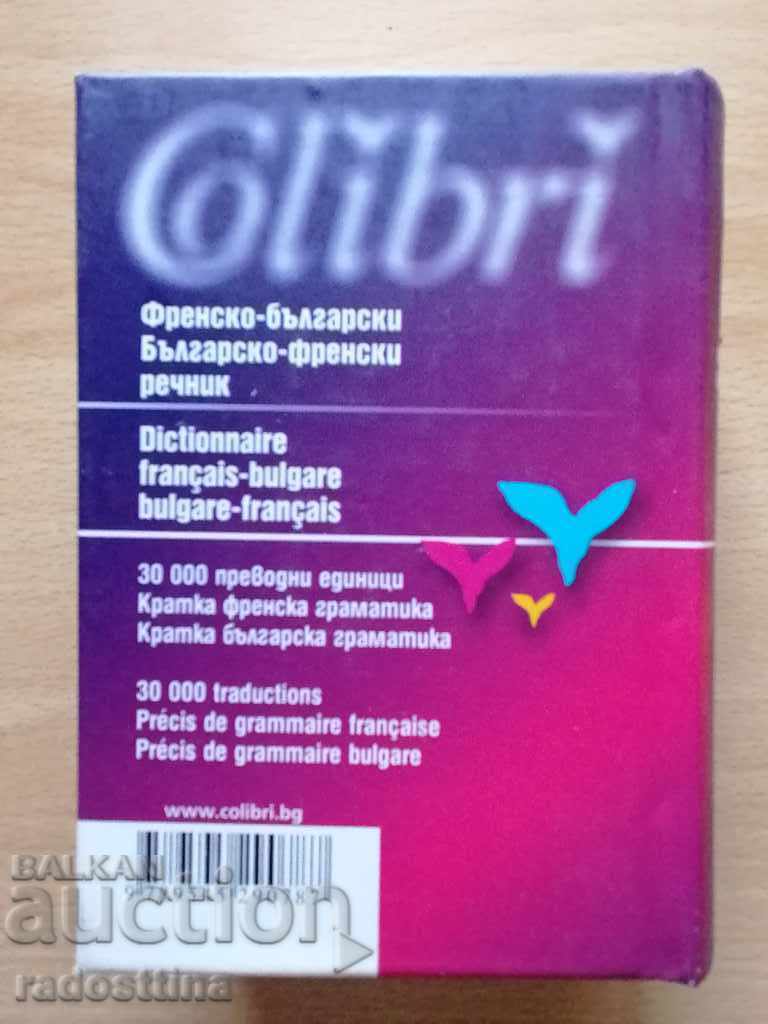 Colibri
Френско-български
Българско-френски
речник
Dictionnaire
français-bulgare
bulgare-français
30 000 преводни единици
Кратка френска граматика
Кратка българска граматика
30 000 traductions
Précis de grammaire française
Précis de grammaire bulgare
www.colibri.bg
BALKAN
auction
radosttina